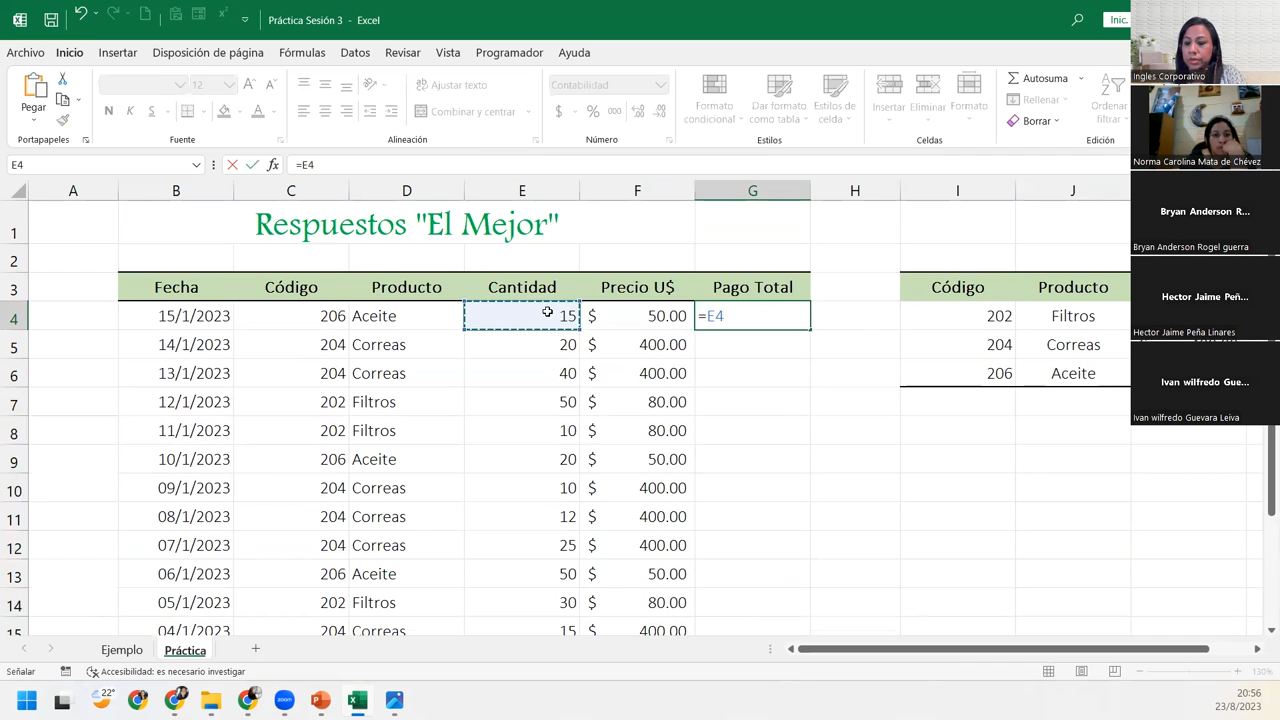 Práctica Sesión 3 - Excel
Inic.
Archivo Inicio Disposición de página Fórmulas Datos Revisar Vista
Pegar
N K S
12
Contabilidad
Combinar y centrar
Formato condicional
Dar formato como tabla
Estilos de celdas
Insertar Eliminar Formato
Autosuma
Rellenar
Borrar
Ordenar
filtrar
Portapapeles Fuente Alineación Número Estilos Celdas Edición
E4 =E4
A B C D E F G H I J
1 Respuestos "El Mejor"
3 Fecha Código Producto Cantidad Precio U$ Pago Total Código Producto
4 15/1/2023 206 Aceite 15 $ 50.00 =E4 202 Filtros
14/1/2023 204 Correas 20 $ 400.00 204 Correas
6 13/1/2023 204 Correas 40 $ 400.00 206 Aceite
7 12/1/2023 202 Filtros 50 $ 80.00
8 11/1/2023 202 Filtros 10 $ 80.00
9 10/1/2023 206 Aceite 20 $ 50.00
10 09/1/2023 204 Correas 10 $ 400.00
11 08/1/2023 204 Correas 12 $ 400.00
12 07/1/2023 204 Correas 25 $ 400.00
13 06/1/2023 206 Aceite 50 $ 50.00
14 05/1/2023 202 Filtros 30 $ 80.00
15 04/1/2023 204 Correas 15 $ 400.00
Ejemplo Práctica
Señalar Accesibilidad: es necesario investigar 130%
22°
zoom
20:56
23/8/2023
Ingles Corporativo
Norma Carolina Mata de Chévez
Bryan Anderson R...
Bryan Anderson Rogel guerra
Hector Jaime Peñ...
Hector Jaime Peña Linares
Ivan wilfredo Gue...
Ivan wilfredo Guevara Leiva